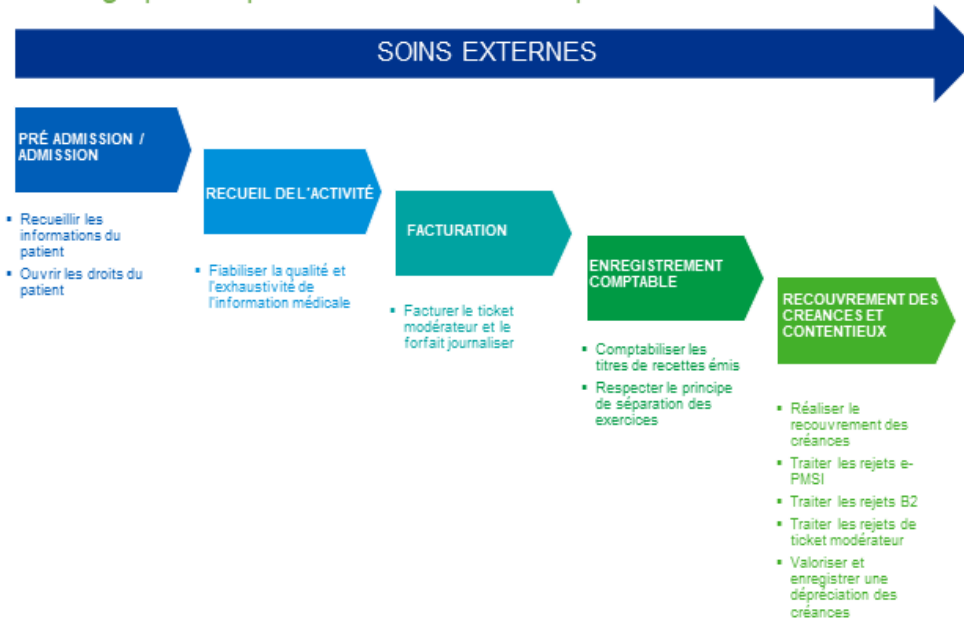 SOINS EXTERNES
PRÉ ADMISSION /
ADMISSION
▪ Recueillir les
informations du
patient
▪ Ouvrir les droits du
patient
RECUEIL DE L'ACTIVITÉ
▪ Fiabiliser la qualité et
l'exhaustivité de
l'information médicale
FACTURATION
▪ Facturer le ticket
modérateur et le
forfait journaliser
ENREGISTREMENT
COMPTABLE
▪ Comptabiliser les
titres de recettes émis
▪ Respecter le principe
de séparation des
exercices
RECOUVREMENT DES
CREANCES ET
CONTENTIEUX
▪ Réaliser le
recouvrement des
créances
▪ Traiter les rejets e-
PMSI
▪ Traiter les rejets B2
▪ Traiter les rejets de
ticket modérateur
▪ Valoriser et
enregistrer une
dépréciation des
créances